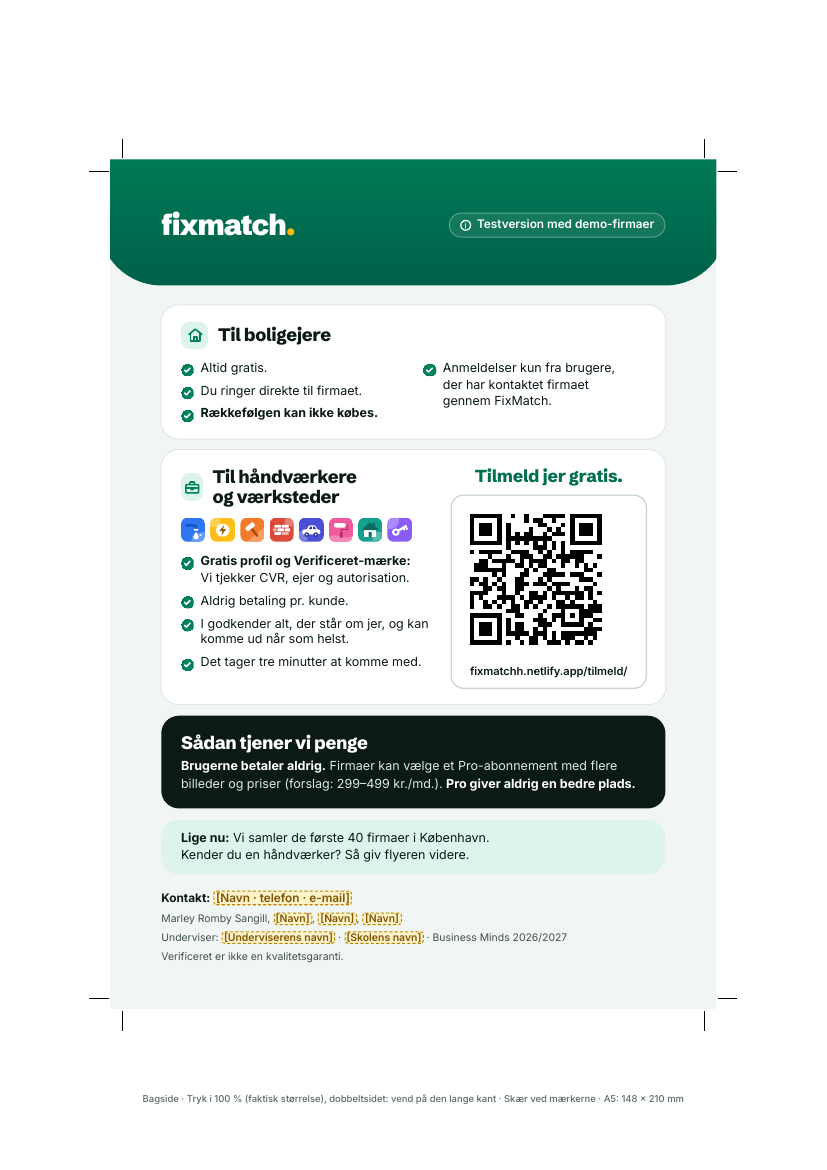 fixmatch.
Testversion med demo-firmaer
Til boligejere
Altid gratis.
Du ringer direkte til firmaet.
Rækkefølgen kan ikke købes.
Anmeldelser kun fra brugere,
der har kontaktet firmaet
gennem FixMatch.
Til håndværkere
og værksteder
Gratis profil og Verificeret-mærke:
Vi tjekker CVR, ejer og autorisation.
Aldrig betaling pr. kunde.
I godkender alt, der står om jer, og kan
komme ud når som helst.
Det tager tre minutter at komme med.
Tilmeld jer gratis.
fixmatchh.netlify.app/tilmeld/
Sådan tjener vi penge
Brugerne betaler aldrig. Firmaer kan vælge et Pro-abonnement med flere
billeder og priser (forslag: 299–499 kr./md.). Pro giver aldrig en bedre plads.
Lige nu: Vi samler de første 40 firmaer i København.
Kender du en håndværker? Så giv flyeren videre.
Kontakt: [Navn · telefon · e-mail]
Marley Romby Sangill, [Navn], [Navn], [Navn]
Underviser: [Underviserens navn] · [Skolens navn] · Business Minds 2026/2027
Verificeret er ikke en kvalitetsgaranti.
Bagside · Tryk i 100 % (faktisk størrelse), dobbeltsidet: vend på den lange kant · Skær ved mærkerne · A5: 148 × 210 mm